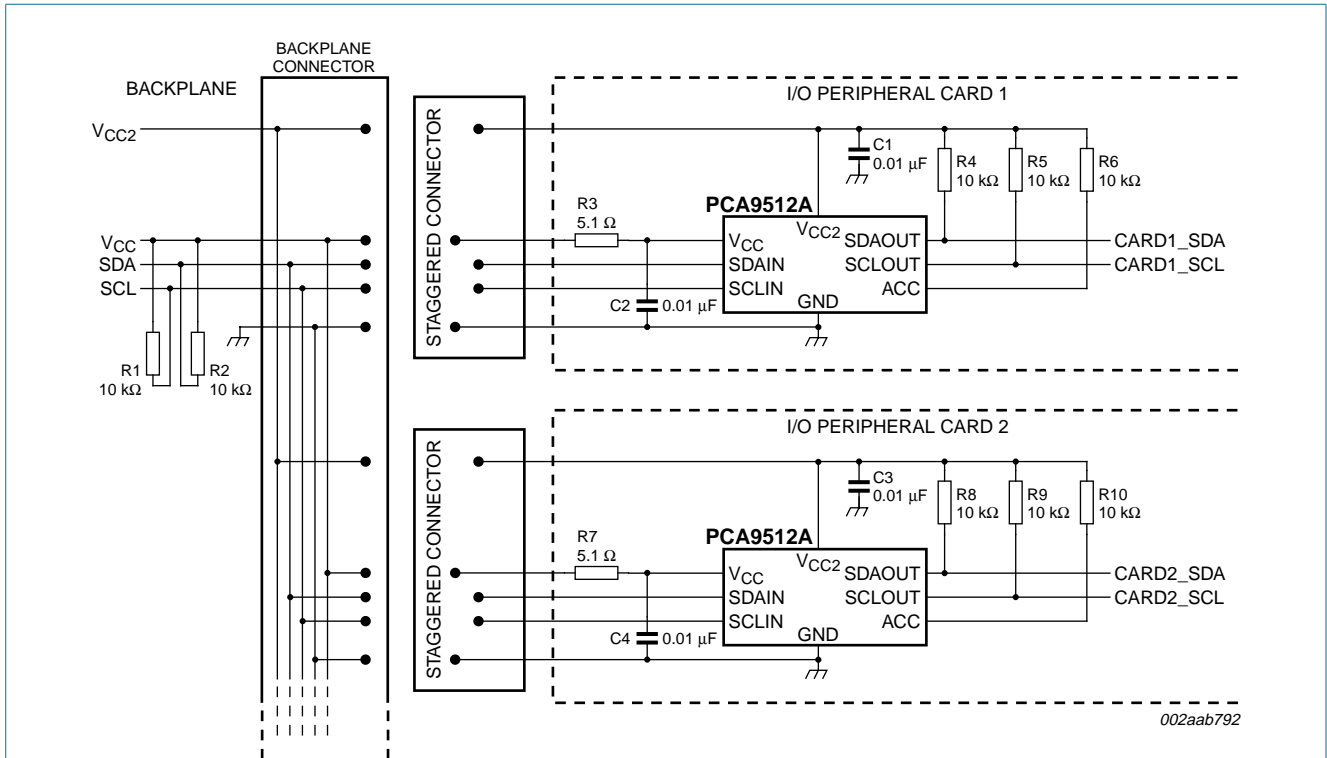 BACKPLANE
CONNECTOR
BACKPLANE
VCC2
VCC
SDA
SCL
R1
10 kΩ
R2
10 kΩ
STAGGERED CONNECTOR
I/O PERIPHERAL CARD 1
C1
0.01 μF
R4
10 kΩ
R5
10 kΩ
R6
10 kΩ
R3
5.1 Ω
PCA9512A
VCC
VCC2
SDAOUT
SDAIN
SCLOUT
SCLIN
ACC
GND
C2
0.01 μF
CARD1_SDA
CARD1_SCL
STAGGERED CONNECTOR
I/O PERIPHERAL CARD 2
C3
0.01 μF
R8
10 kΩ
R9
10 kΩ
R10
10 kΩ
R7
5.1 Ω
PCA9512A
VCC
VCC2
SDAOUT
SDAIN
SCLOUT
SCLIN
ACC
GND
C4
0.01 μF
CARD2_SDA
CARD2_SCL
002aab792